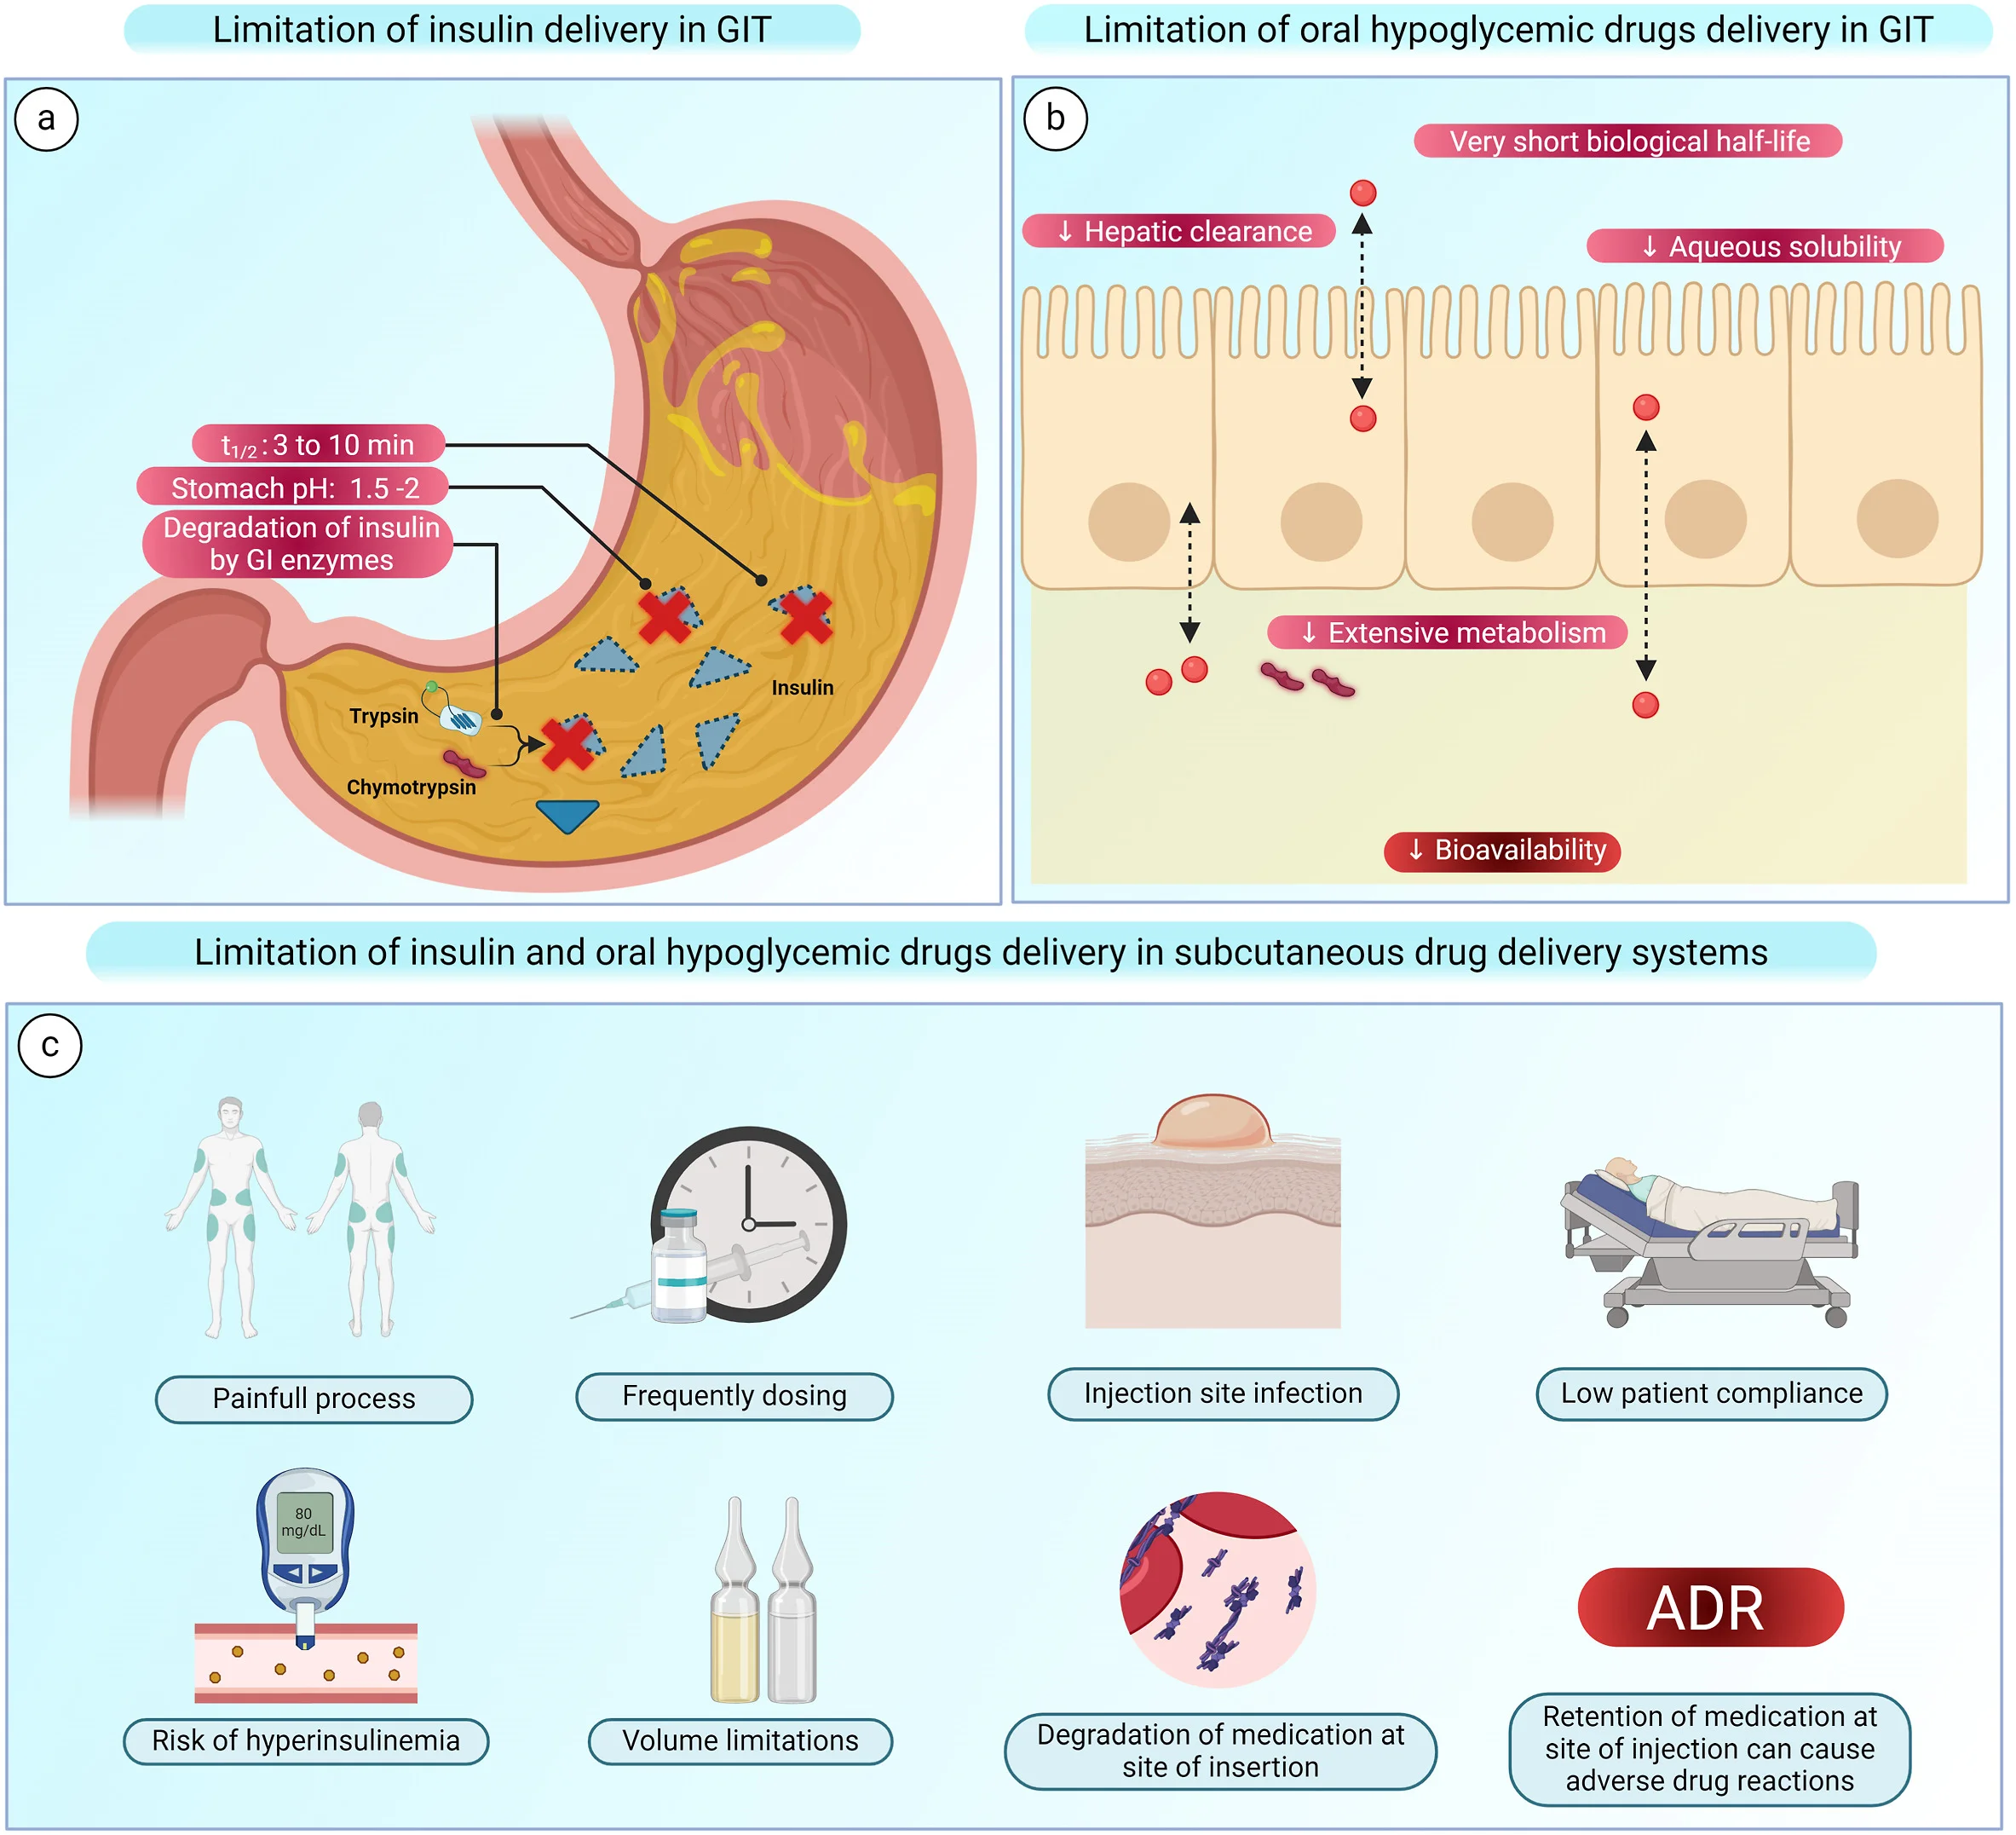 Limitation of insulin delivery in GIT
Limitation of oral hypoglycemic drugs delivery in GIT
a
t1/2 : 3 to 10 min
Stomach pH: 1.5 -2
Degradation of insulin
by GI enzymes
Trypsin
Chymotrypsin
Insulin
b
Very short biological half-life
↓ Hepatic clearance
↓ Aqueous solubility
↓ Extensive metabolism
↓ Bioavailability
Limitation of insulin and oral hypoglycemic drugs delivery in subcutaneous drug delivery systems
c
Painfull process
Frequently dosing
Injection site infection
Low patient compliance
80
mg/dL
Risk of hyperinsulinemia
Volume limitations
Degradation of medication at
site of insertion
ADR
Retention of medication at
site of injection can cause
adverse drug reactions